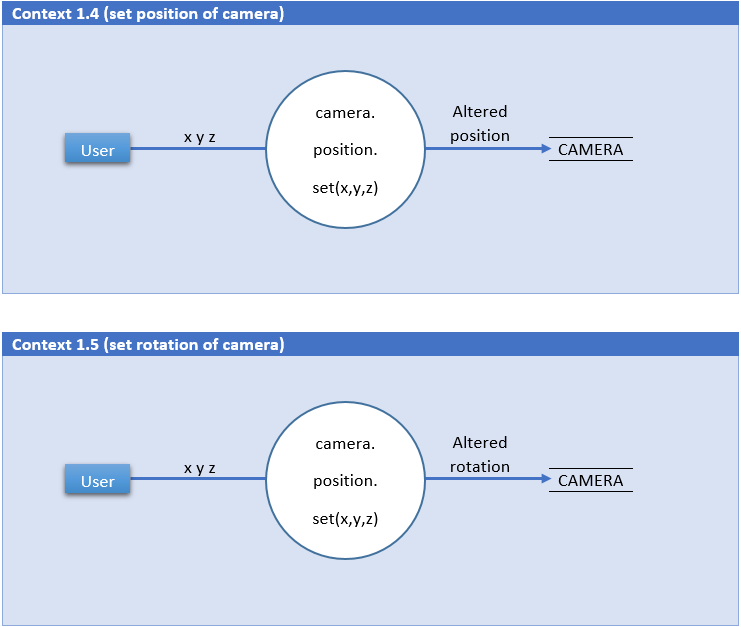 Context 1.4 (set position of camera)
User
x y z
camera.
position.
set(x,y,z)
Altered
position
CAMERA
Context 1.5 (set rotation of camera)
User
x y z
camera.
position.
set(x,y,z)
Altered
rotation
CAMERA